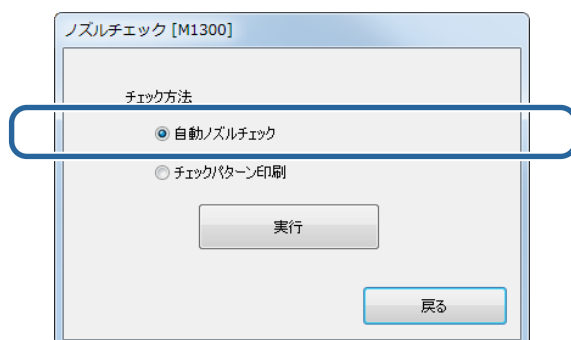 ノズルチェック [M1300]
チェック方法
自動ノズルチェック
チェックパターン印刷
実行
戻る